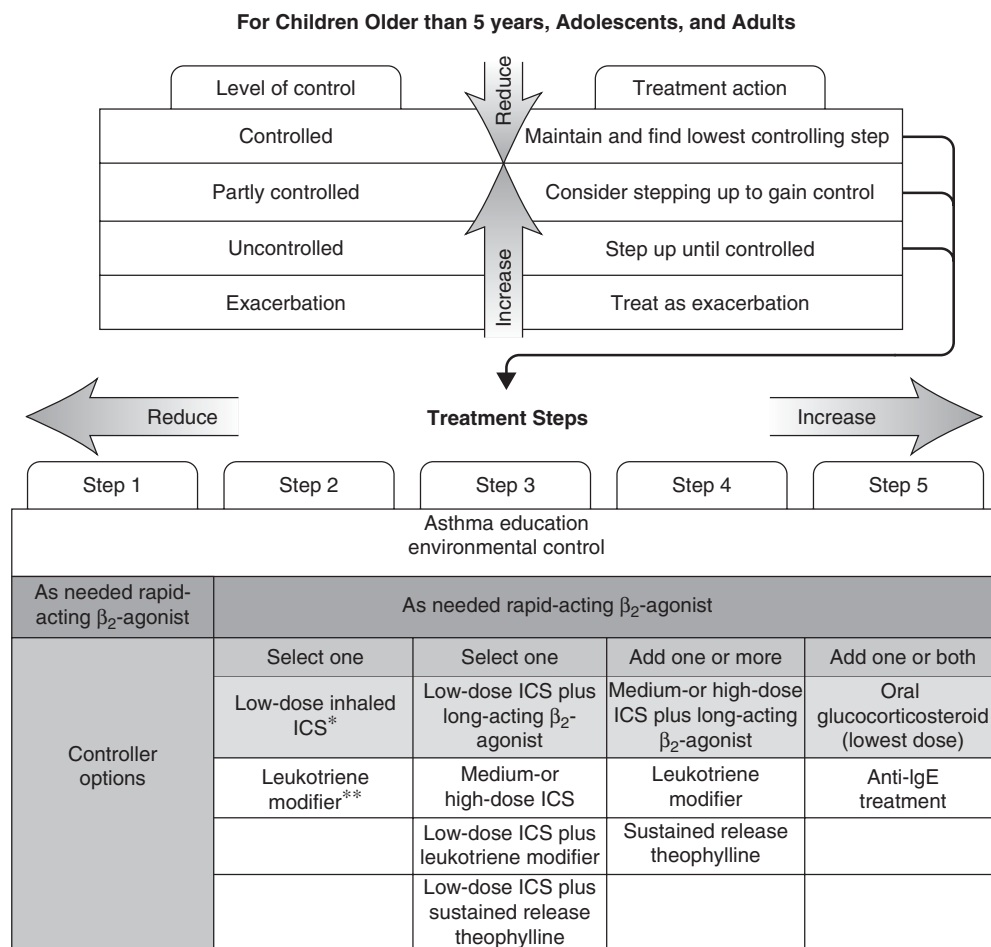 For Children Older than 5 years, Adolescents, and Adults
Level of control
Reduce
Treatment action
Controlled
Maintain and find lowest controlling step
Partly controlled
Consider stepping up to gain control
Uncontrolled
Step up until controlled
Increase
Exacerbation
Treat as exacerbation
Reduce
Treatment Steps
Increase
Step 1
Step 2
Step 3
Step 4
Step 5
Asthma education
environmental control
As needed rapid-
acting β₂-agonist
As needed rapid-acting β₂-agonist
Controller
options
Select one
Select one
Add one or more
Add one or both
Low-dose inhaled
ICS*
Low-dose ICS plus
long-acting β₂-
agonist
Medium-or high-dose
ICS plus long-acting
β₂-agonist
Oral
glucocorticosteroid
(lowest dose)
Leukotriene
modifier**
Medium-or
high-dose ICS
Leukotriene
modifier
Anti-IgE
treatment
Low-dose ICS plus
leukotriene modifier
Sustained release
theophylline
Low-dose ICS plus
sustained release
theophylline